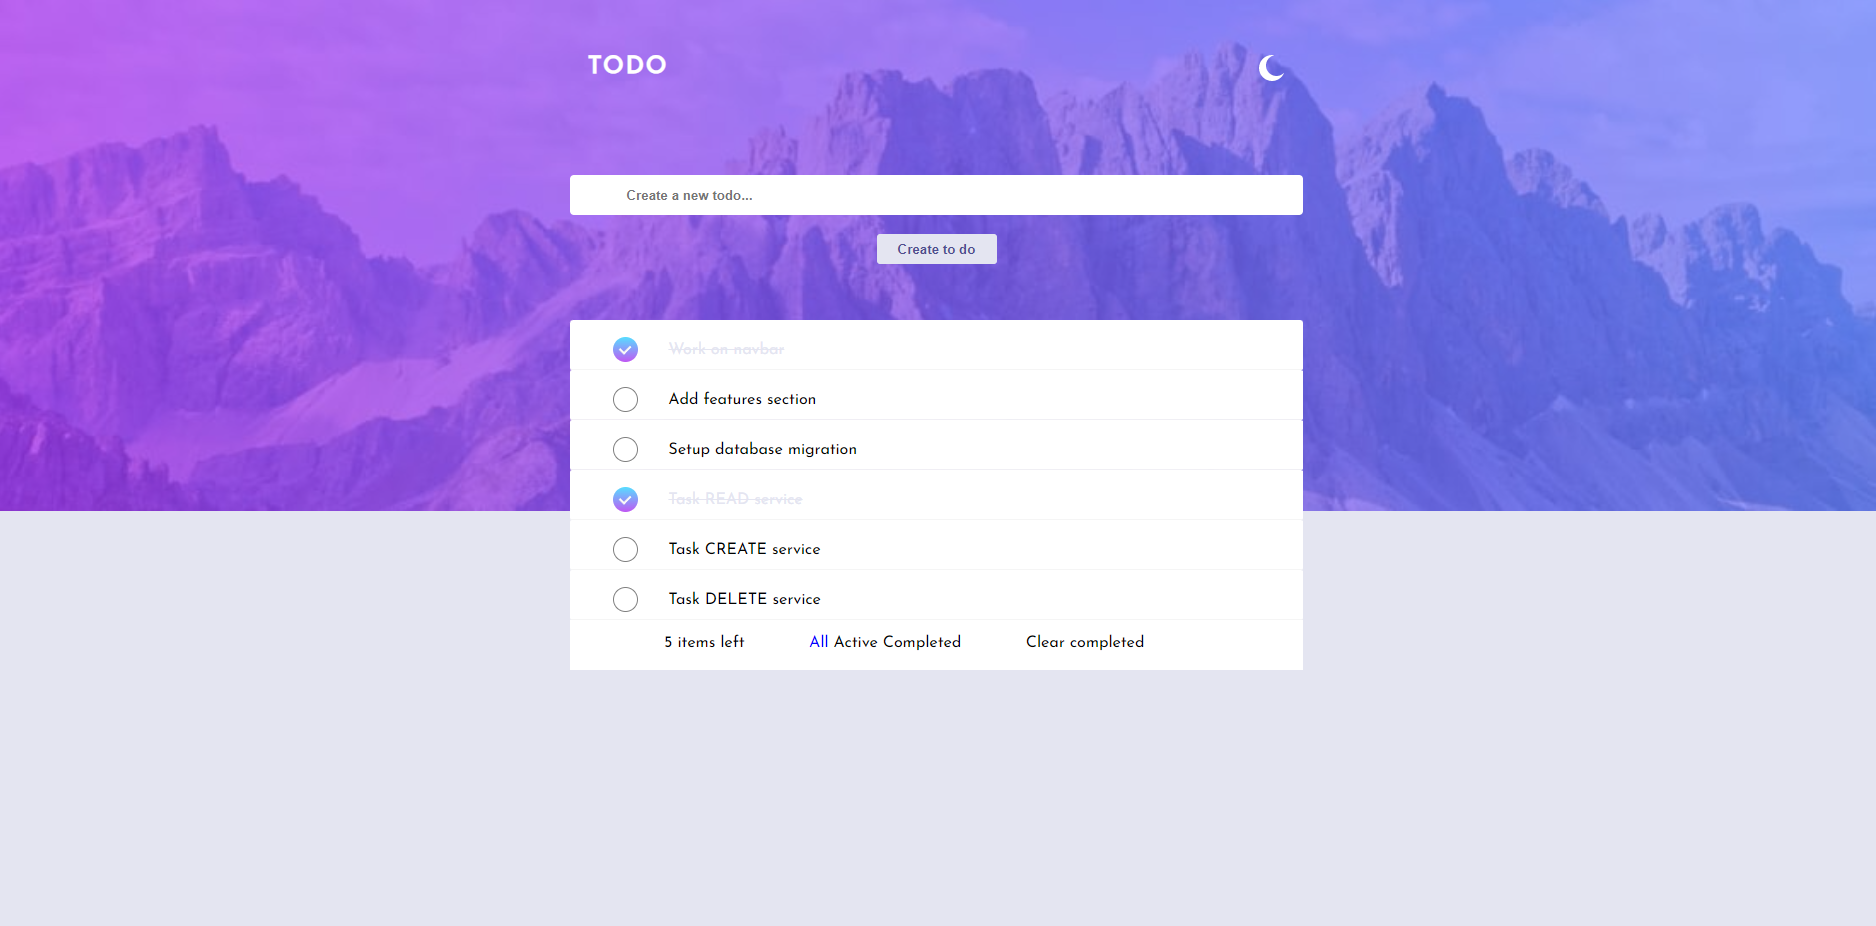 TODO
Create a new todo...
Create to do
Work on navbar
Add features section
Setup database migration
Task READ service
Task CREATE service
Task DELETE service
5 items left All Active Completed Clear completed